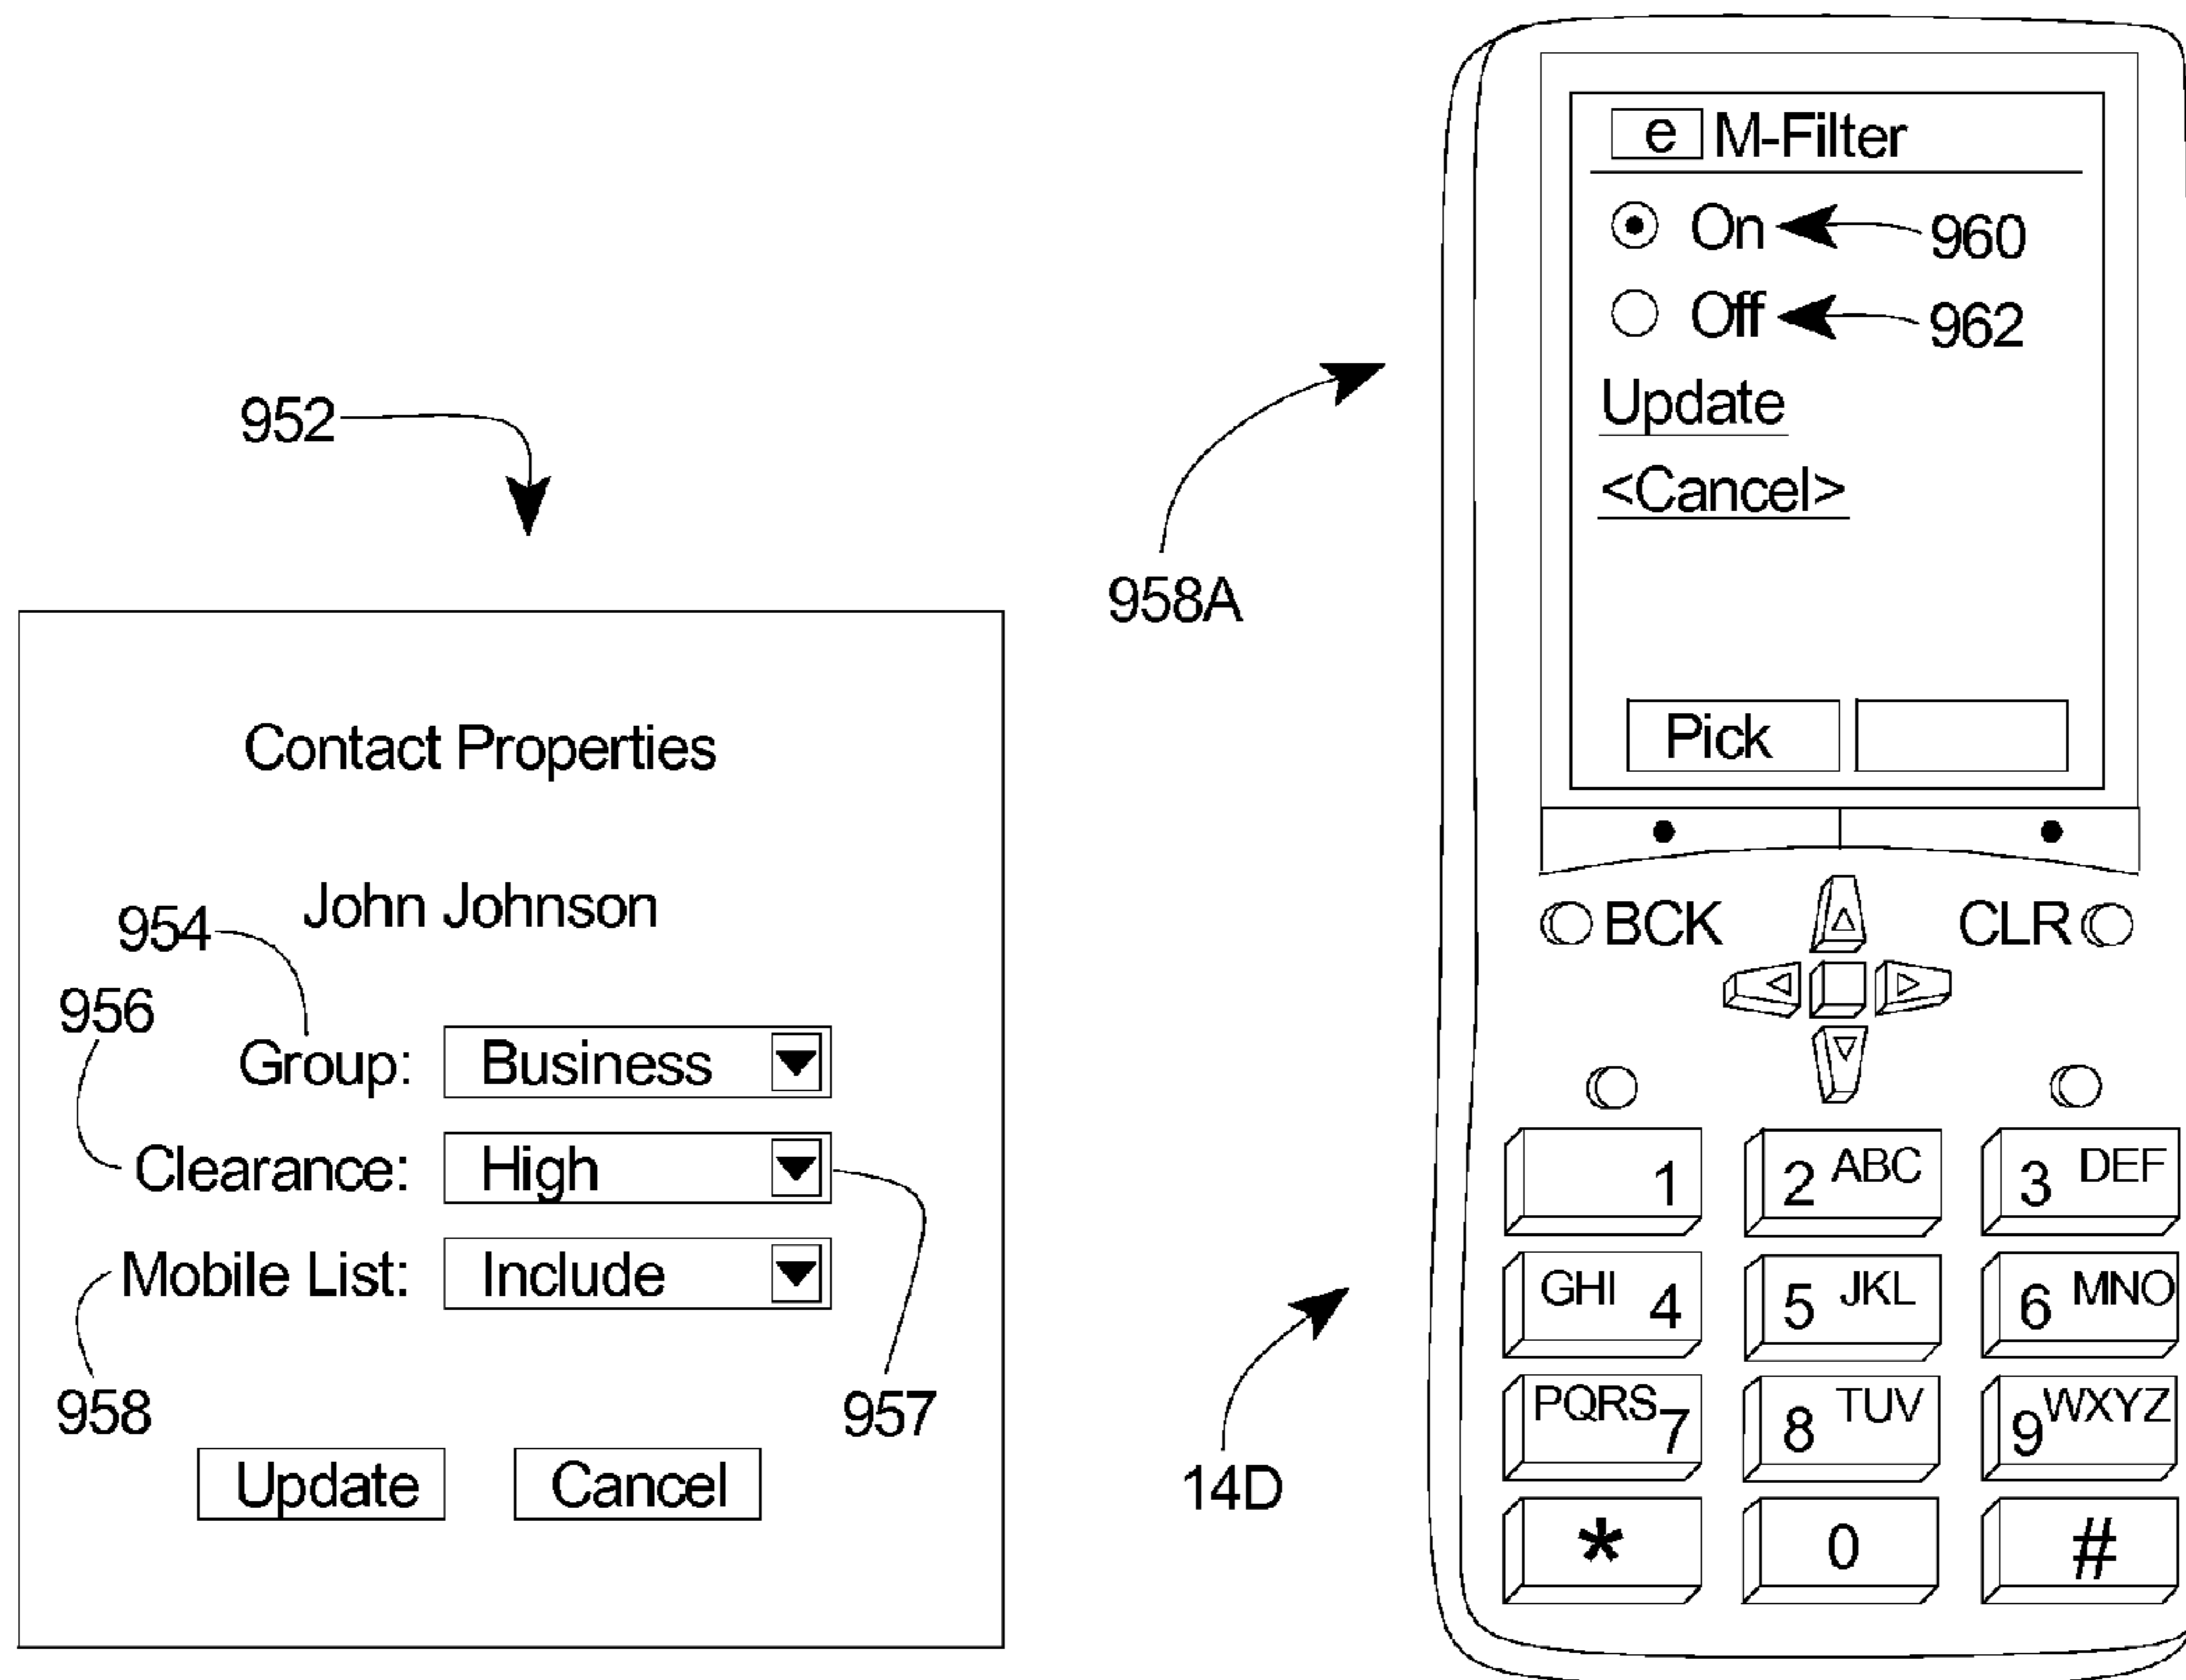 952
Contact Properties
John Johnson
954
956
Group: Business
Clearance: High
Mobile List: Include
958
957
Update Cancel
958A
14D
e M-Filter
On 960
Off 962
Update
<Cancel>
Pick
BCK CLR
1 2 ABC 3 DEF
GHI 4 5 JKL 6 MNO
PQRS 7 8 TUV 9 WXYZ
* 0 #